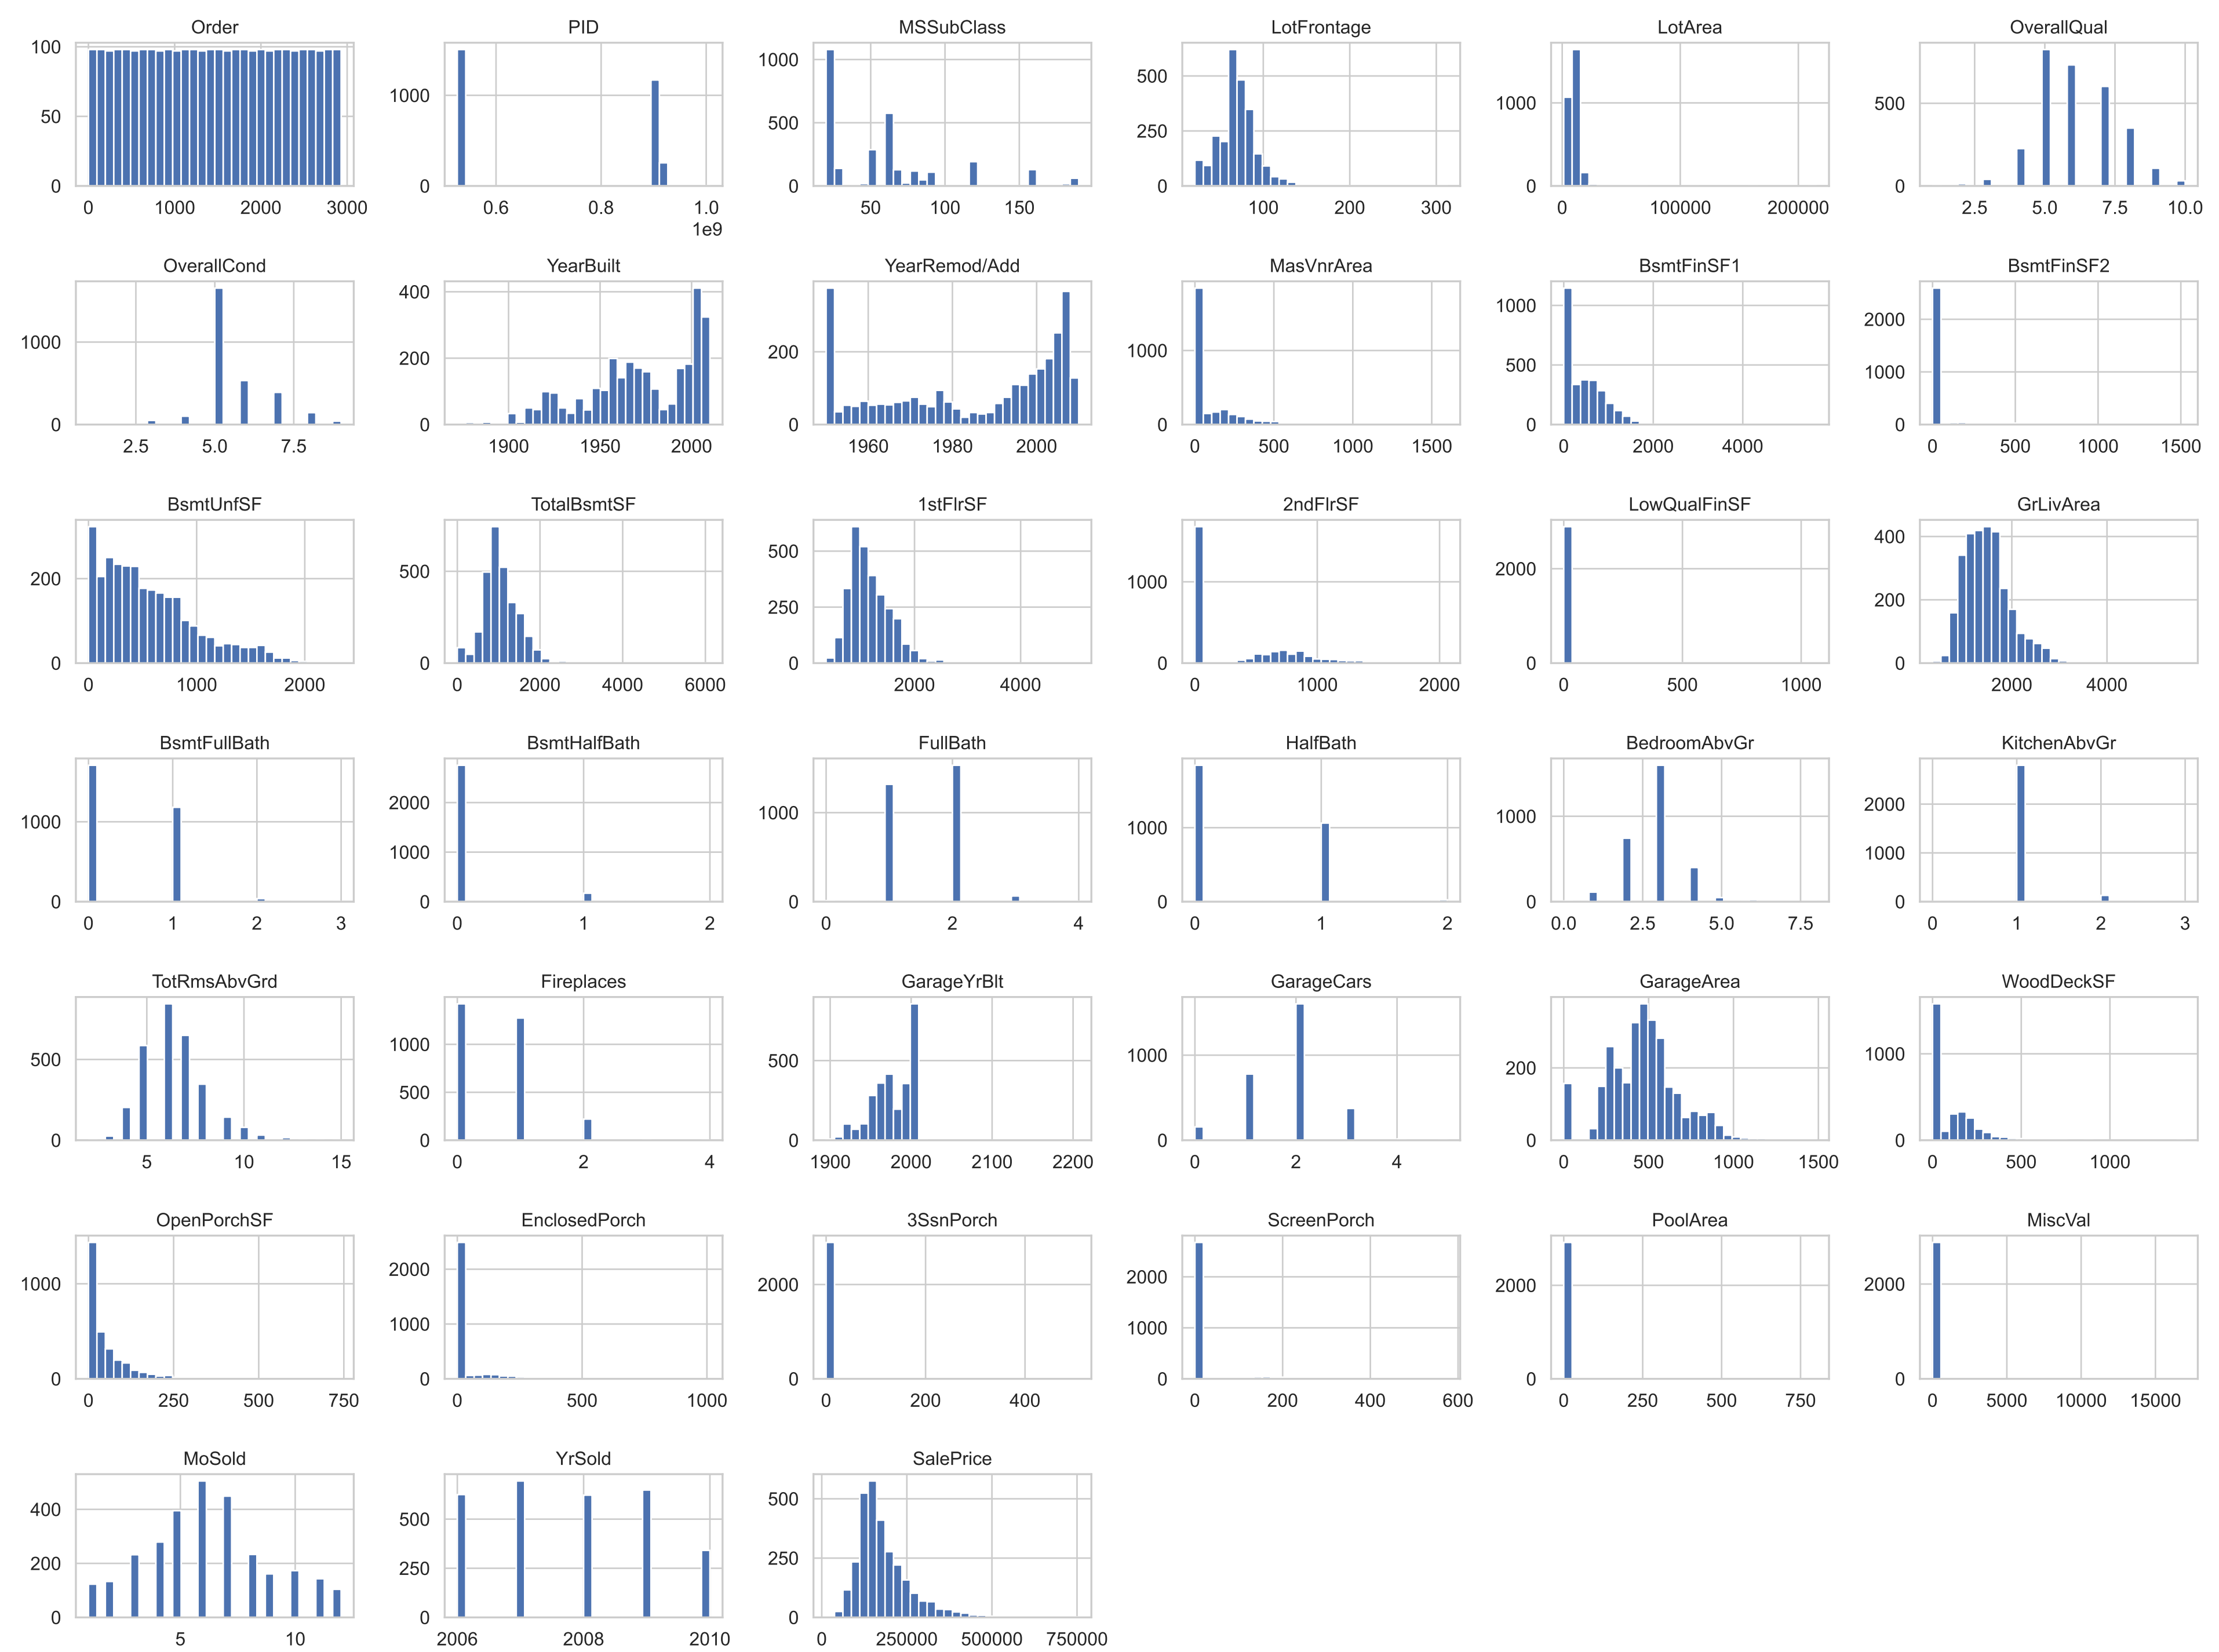 Order
100
50
0
0 1000 2000 3000
PID
1000
0
0.6 0.8 1.0
1e9
MSSubClass
1000
500
0
50 100 150
LotFrontage
500
250
0
100 200 300
LotArea
1000
0
0 100000 200000
OverallQual
500
0
2.5 5.0 7.5 10.0
OverallCond
1000
0
2.5 5.0 7.5
YearBuilt
400
200
0
1900 1950 2000
YearRemod/Add
200
0
1960 1980 2000
MasVnrArea
1000
0
0 500 1000 1500
BsmtFinSF1
1000
500
0
0 2000 4000
BsmtFinSF2
2000
1000
0
0 500 1000 1500
BsmtUnfSF
200
0
0 1000 2000
TotalBsmtSF
500
0
0 2000 4000 6000
1stFlrSF
500
250
0
2000 4000
2ndFlrSF
1000
0
0 1000 2000
LowQualFinSF
2000
0
0 500 1000
GrLivArea
400
200
0
2000 4000
BsmtFullBath
1000
0
0 1 2 3
BsmtHalfBath
2000
1000
0
0 1 2
FullBath
1000
0
0 2 4
HalfBath
1000
0
0 1 2
BedroomAbvGr
1000
0
0.0 2.5 5.0 7.5
KitchenAbvGr
2000
1000
0
0 1 2 3
TotRmsAbvGrd
500
0
5 10 15
Fireplaces
1000
500
0
0 2 4
GarageYrBlt
500
0
1900 2000 2100 2200
GarageCars
1000
0
0 2 4
GarageArea
200
0
0 500 1000 1500
WoodDeckSF
1000
0
0 500 1000
OpenPorchSF
1000
0
0 250 500 750
EnclosedPorch
2000
1000
0
0 500 1000
3SsnPorch
2000
0
0 200 400
ScreenPorch
2000
1000
0
0 200 400 600
PoolArea
2000
0
0 250 500 750
MiscVal
2000
0
0 5000 10000 15000
MoSold
400
200
0
5 10
YrSold
500
250
0
2006 2008 2010
SalePrice
500
250
0
0 250000 500000 750000